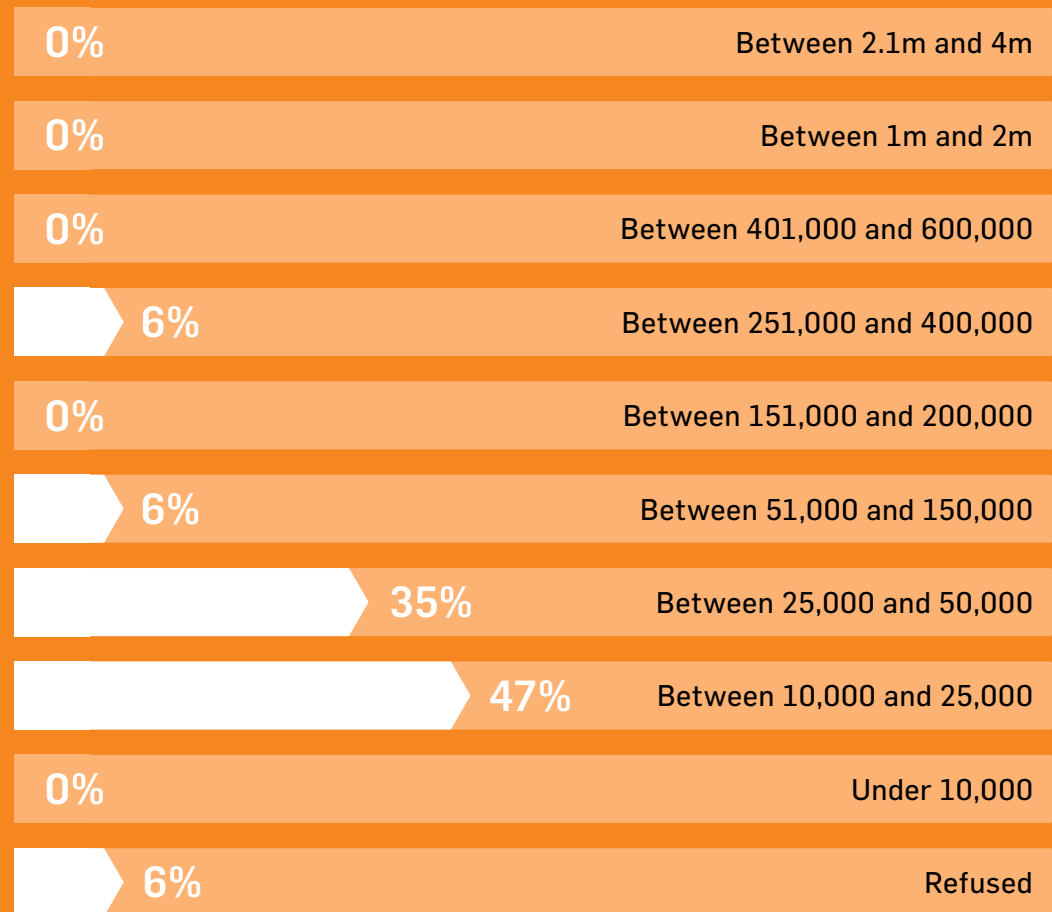 0% Between 2.1m and 4m
0% Between 1m and 2m
0% Between 401,000 and 600,000
6% Between 251,000 and 400,000
0% Between 151,000 and 200,000
6% Between 51,000 and 150,000
35% Between 25,000 and 50,000
47% Between 10,000 and 25,000
0% Under 10,000
6% Refused